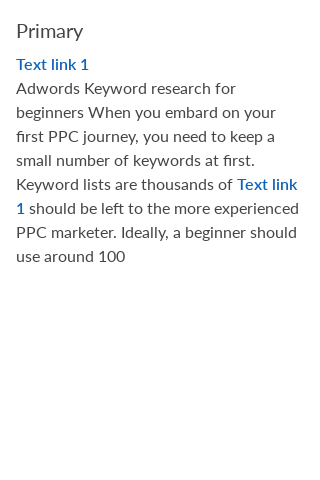 Primary
Text link 1
Adwords Keyword research for
beginners When you embard on your
first PPC journey, you need to keep a
small number of keywords at first.
Keyword lists are thousands of Text link
1 should be left to the more experienced
PPC marketer. Ideally, a beginner should
use around 100